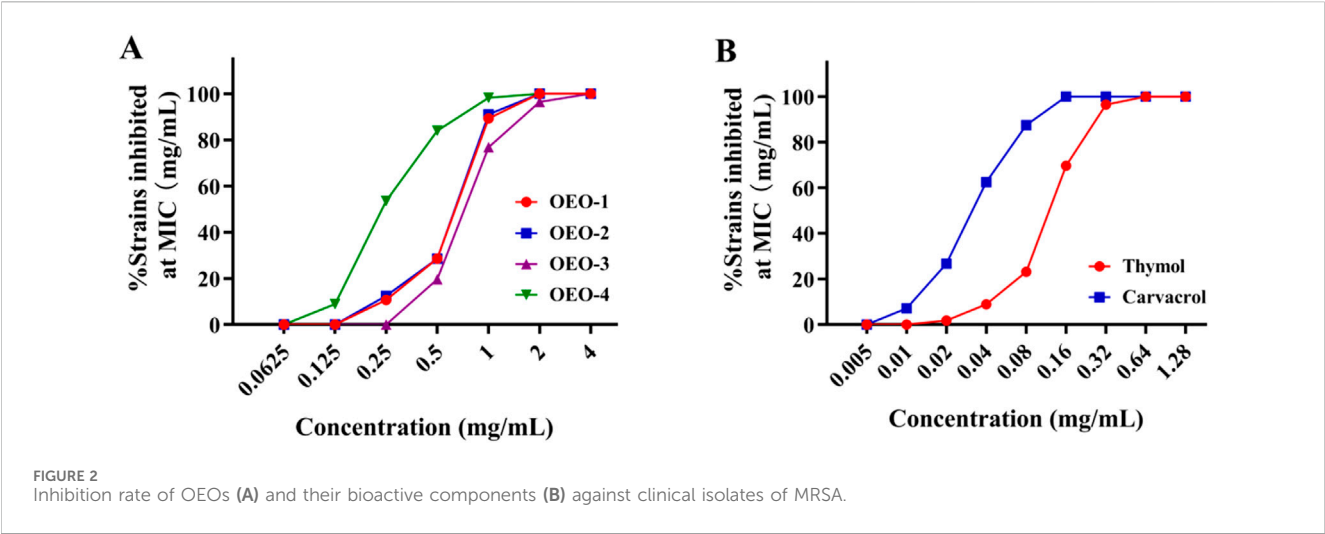 A
%Strains inhibited
at MIC (mg/mL)
100
80
60
40
20
0
0.0625
0.125
0.25
0.5
1
2
4
Concentration (mg/mL)
OEO-1
OEO-2
OEO-3
OEO-4
B
%Strains inhibited
at MIC (mg/mL)
100
80
60
40
20
0
0.005
0.01
0.02
0.04
0.08
0.16
0.32
0.64
1.28
Concentration (mg/mL)
Thymol
Carvacrol
FIGURE 2
Inhibition rate of OEOs (A) and their bioactive components (B) against clinical isolates of MRSA.